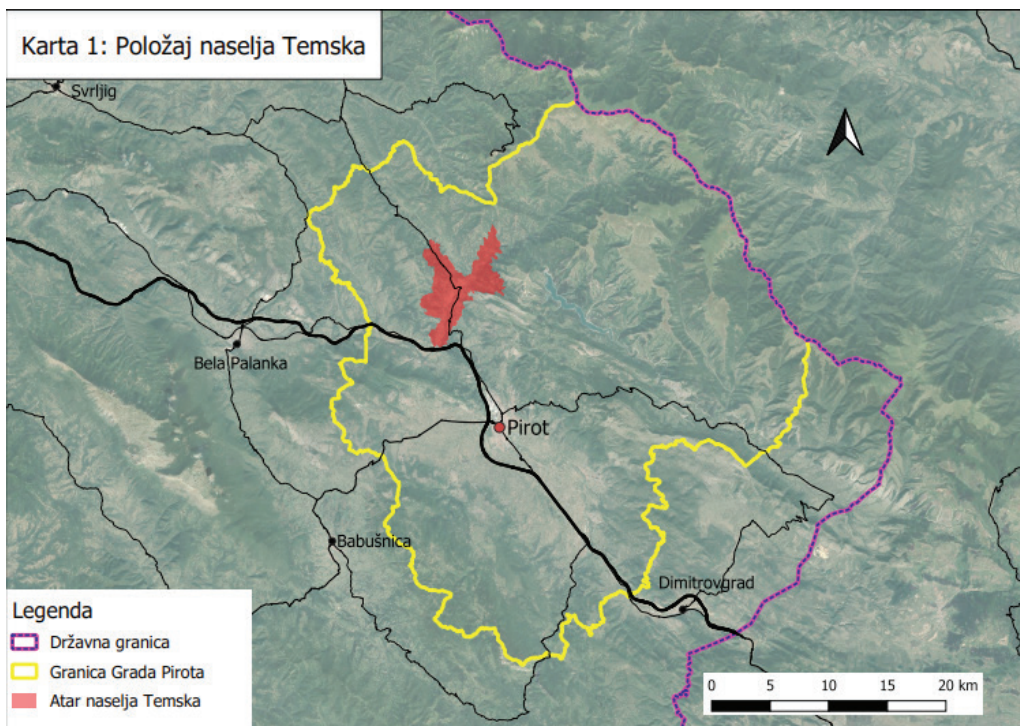 Karta 1: Položaj naselja Temska
Svrljig
Bela Palanka
Pirot
Babušnica
Dimitrovgrad
Legenda
Državna granica
Granica Grada Pirota
Atar naselja Temska
0 5 10 15 20 km